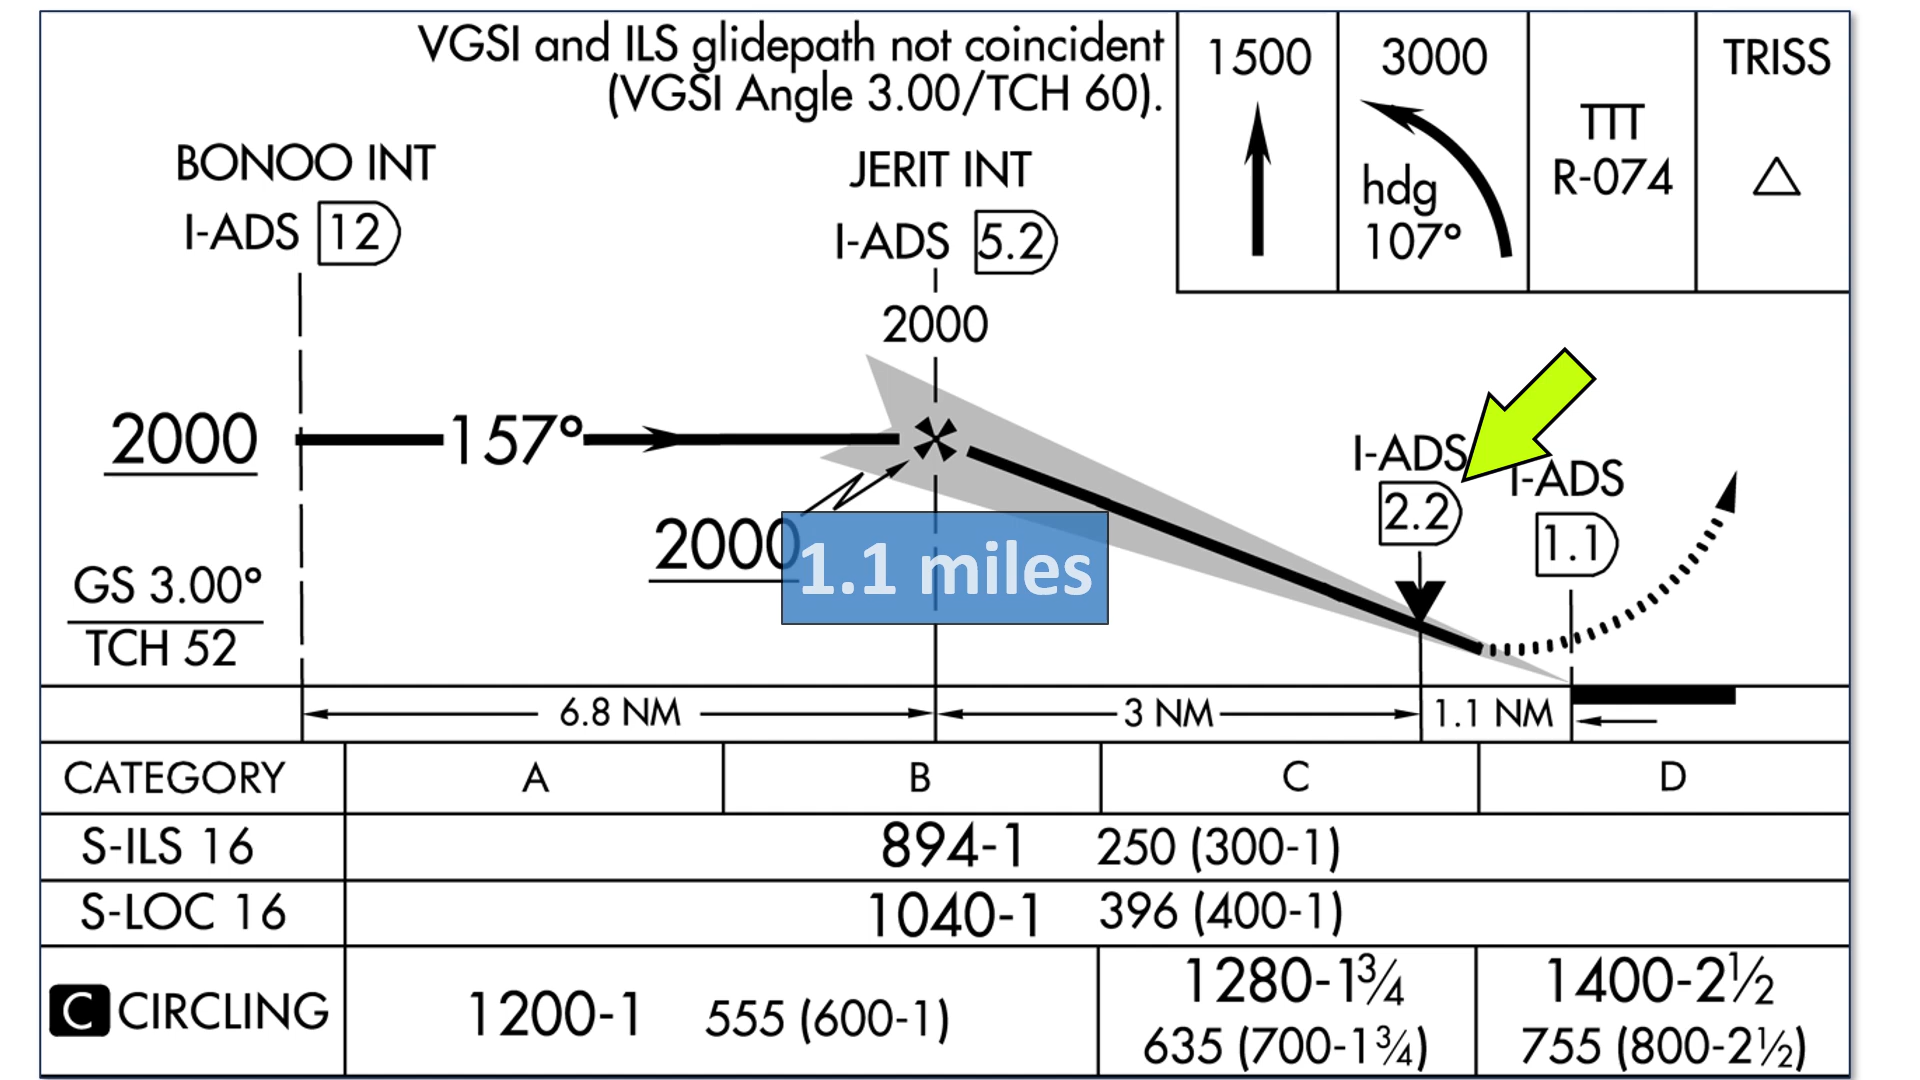 VGSI and ILS glidepath not coincident
(VGSI Angle 3.00/TCH 60).
1500
3000
hdg
107°
TTT
R-074
TRISS
BONOO INT
I-ADS 12
JERIT INT
I-ADS 5.2
2000
2000
157°
2000
1.1 miles
I-ADS
2.2
I-ADS
1.1
GS 3.00°
TCH 52
6.8 NM
3 NM
1.1 NM
CATEGORY A B C D
S-ILS 16 894-1 250 (300-1)
S-LOC 16 1040-1 396 (400-1)
C CIRCLING 1200-1 555 (600-1)
1280-1¾
635 (700-1¾)
1400-2½
755 (800-2½)